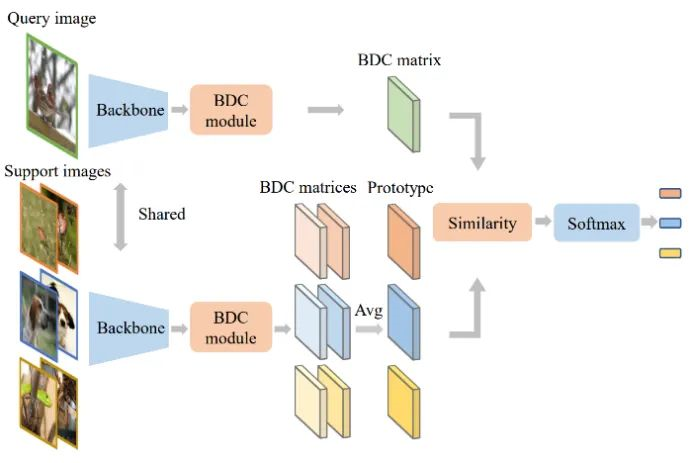 Query image
Backbone
BDC
module
BDC matrix
Support images
Shared
BDC matrices
Prototype
Similarity
Softmax
Backbone
BDC
module
Avg